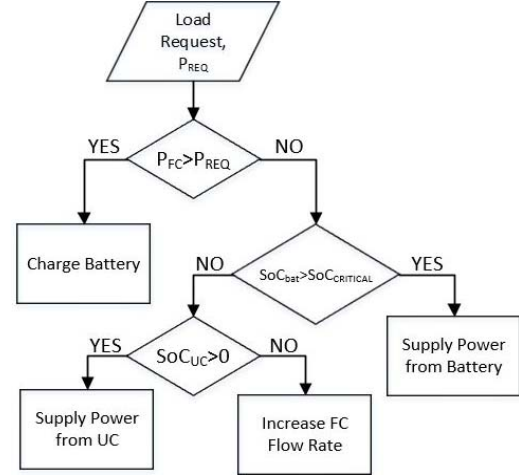 Load
Request,
PREQ
YES
PFC>PREQ
NO
Charge Battery
NO
SoCbat>SoCCRITICAL
YES
YES
SoCUC>0
NO
Supply Power
from Battery
Supply Power
from UC
Increase FC
Flow Rate